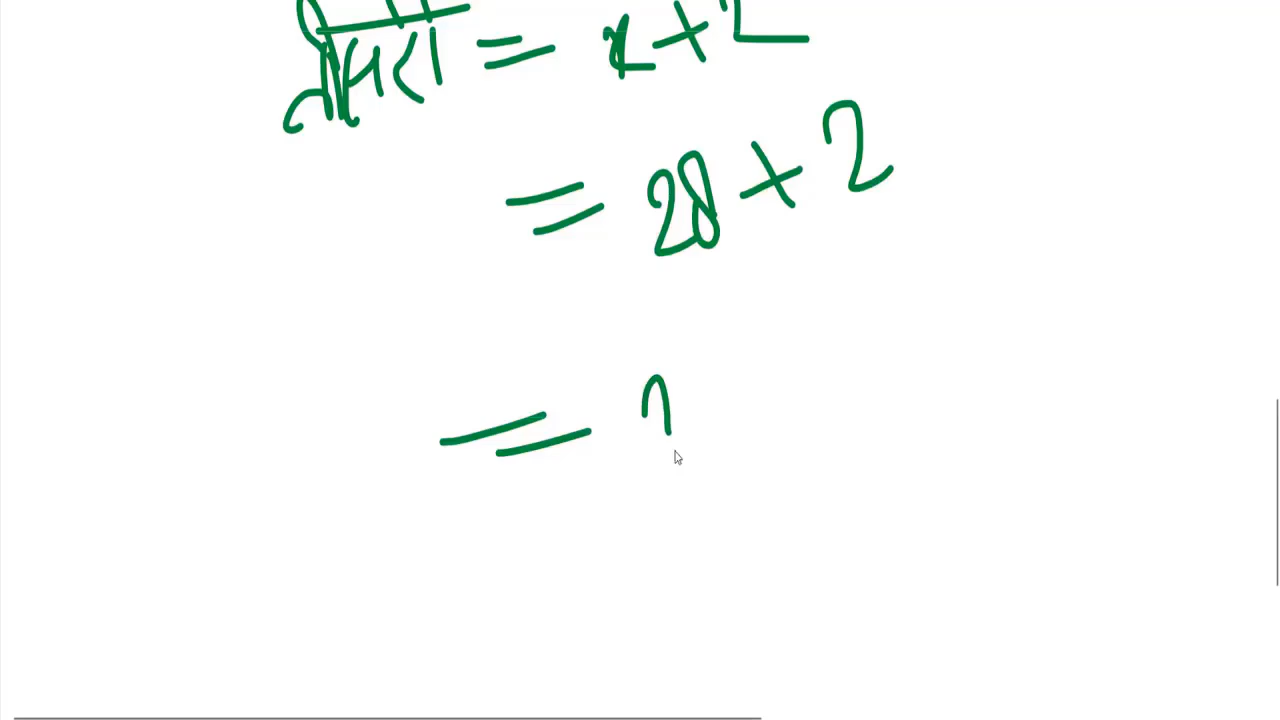 = x + 2
= 28 + 2
=